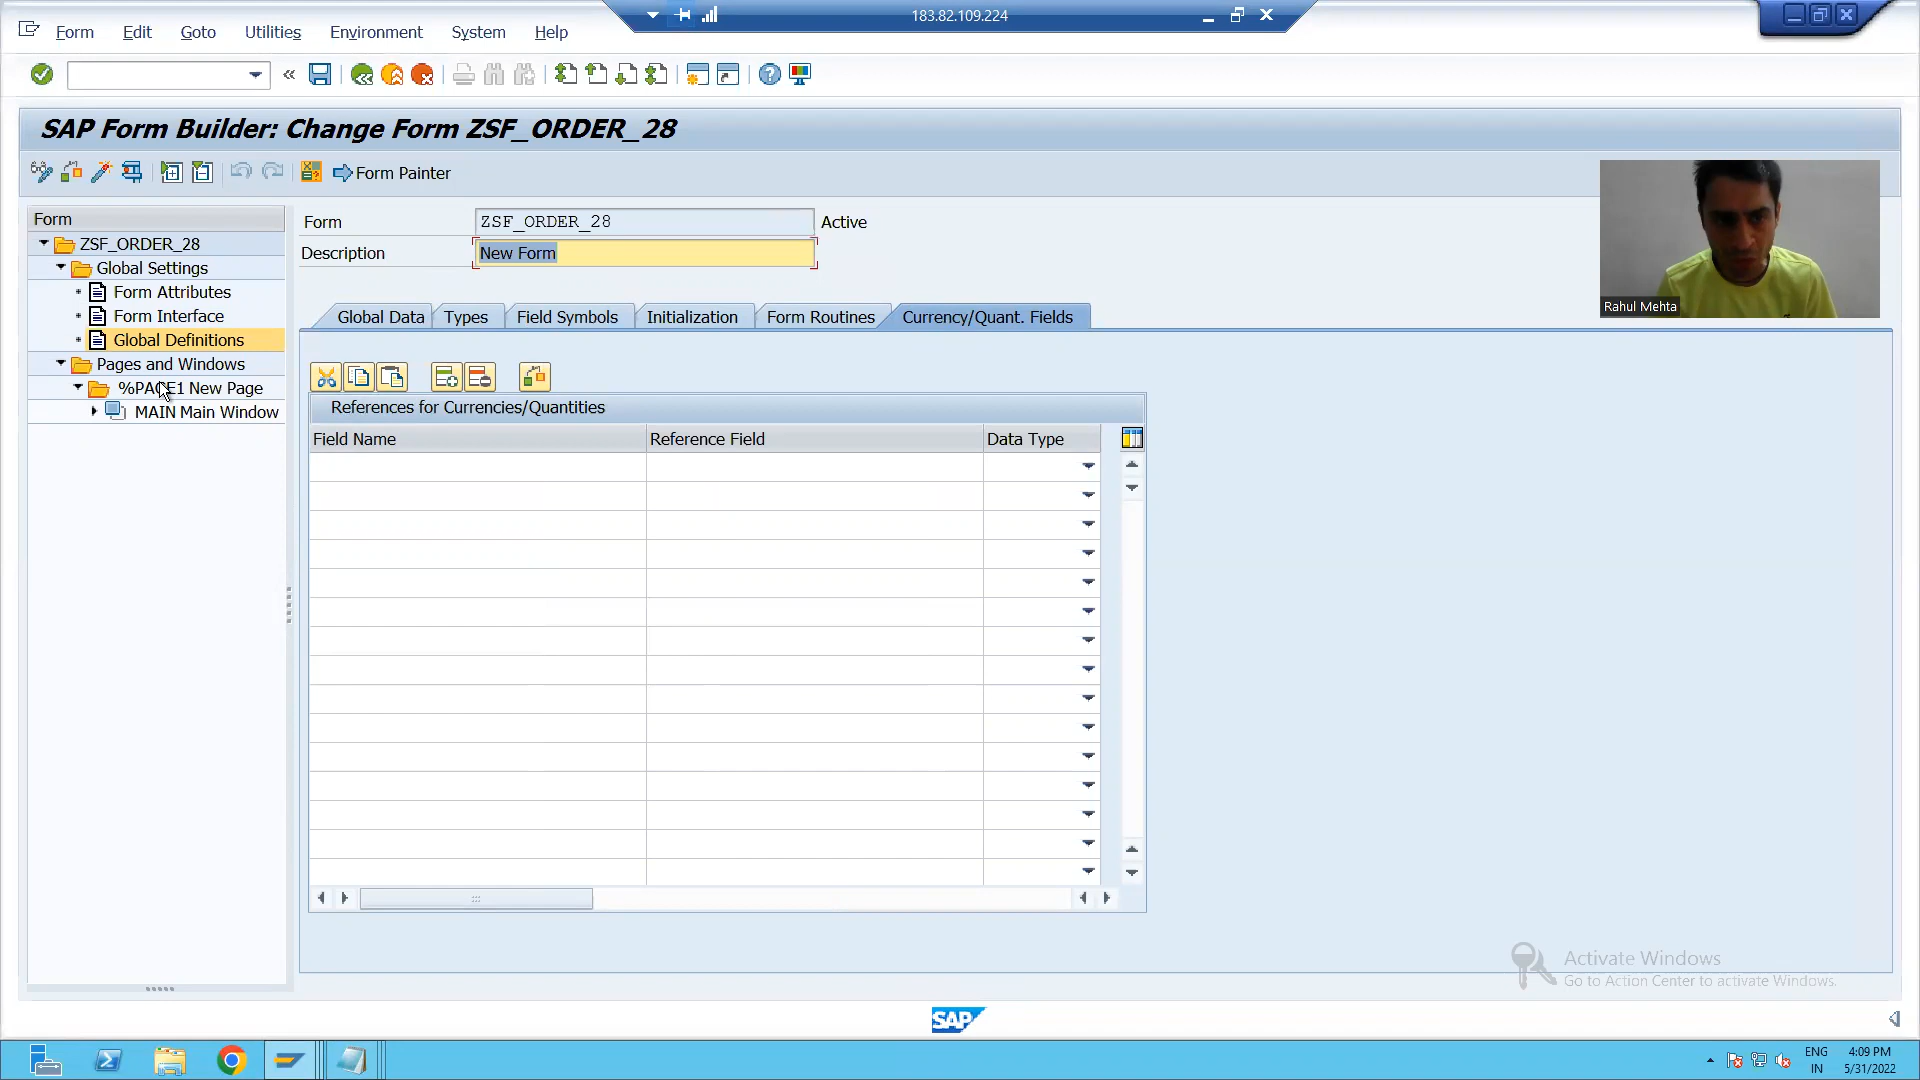 183.82.109.224
Form Edit Goto Utilities Environment System Help
SAP Form Builder: Change Form ZSF_ORDER_28
Form Painter
Form
ZSF_ORDER_28
Global Settings
Form Attributes
Form Interface
Global Definitions
Pages and Windows
%PAGE1 New Page
MAIN Main Window
Form ZSF_ORDER_28 Active
Description New Form
Global Data Types Field Symbols Initialization Form Routines Currency/Quant. Fields
References for Currencies/Quantities
Field Name Reference Field Data Type
Rahul Mehta
Activate Windows
Go to Action Center to activate Windows.
SAP
ENG
IN
4:09 PM
5/31/2022